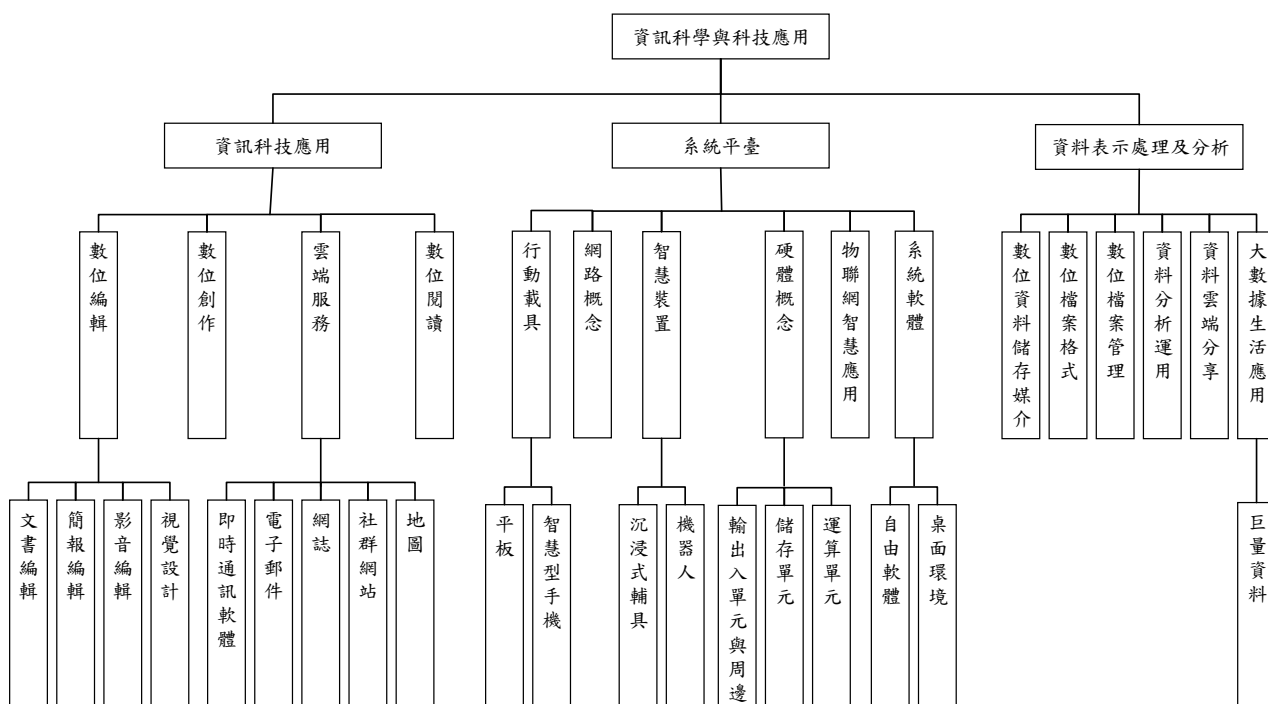 資訊科學與科技應用
資訊科技應用
系統平臺
資料表示處理及分析
數位編輯
數位創作
雲端服務
數位閱讀
行動載具
網路概念
智慧裝置
硬體概念
物聯網智慧應用
系統軟體
數位資料儲存媒介
數位檔案格式
數位檔案管理
資料分析運用
資料雲端分享
大數據生活應用
文書編輯
簡報編輯
影音編輯
視覺設計
即時通訊軟體
電子郵件
網誌
社群網站
地圖
平板
智慧型手機
沉浸式輔具
機器人
輸出入單元與周邊
儲存單元
運算單元
自由軟體
桌面環境
巨量資料